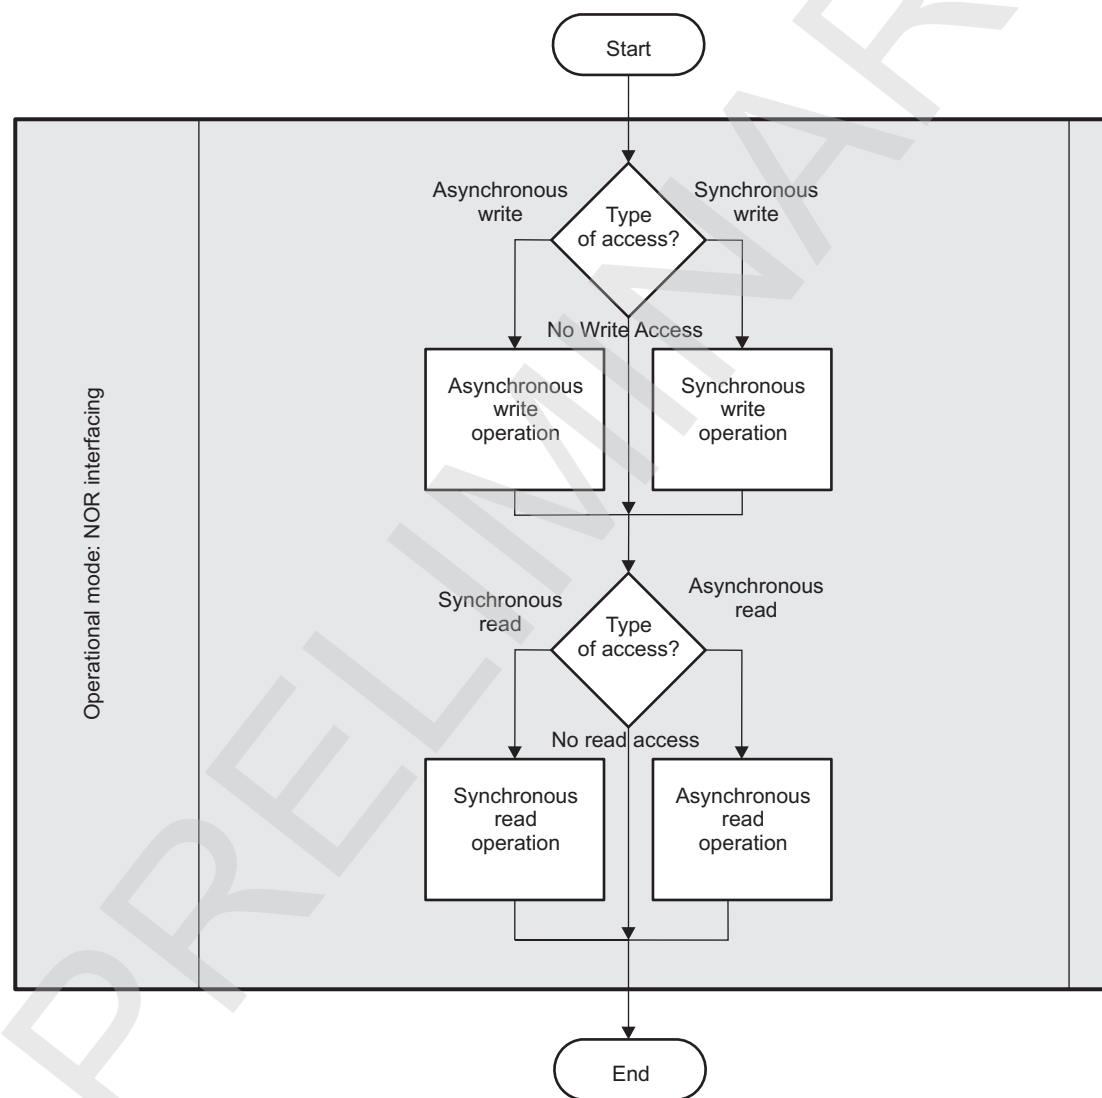 Start
Asynchronous
write
Synchronous
write
Type
of access?
No Write Access
Asynchronous
write
operation
Synchronous
write
operation
Operational mode: NOR interfacing
Synchronous
read
Asynchronous
read
Type
of access?
No read access
Synchronous
read
operation
Asynchronous
read
operation
End
PRELIMINAR